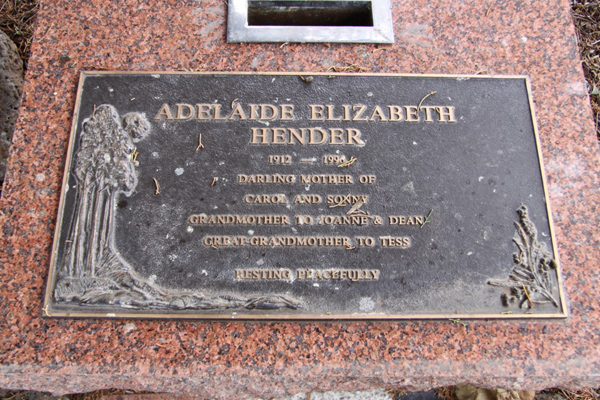 ADELAIDE ELIZABETH
HENDER
1912 — 1996
DARLING MOTHER OF
CAROL AND SONNY
GRANDMOTHER TO JOANNE & DEAN
GREAT-GRANDMOTHER TO TESS
RESTING PEACEFULLY